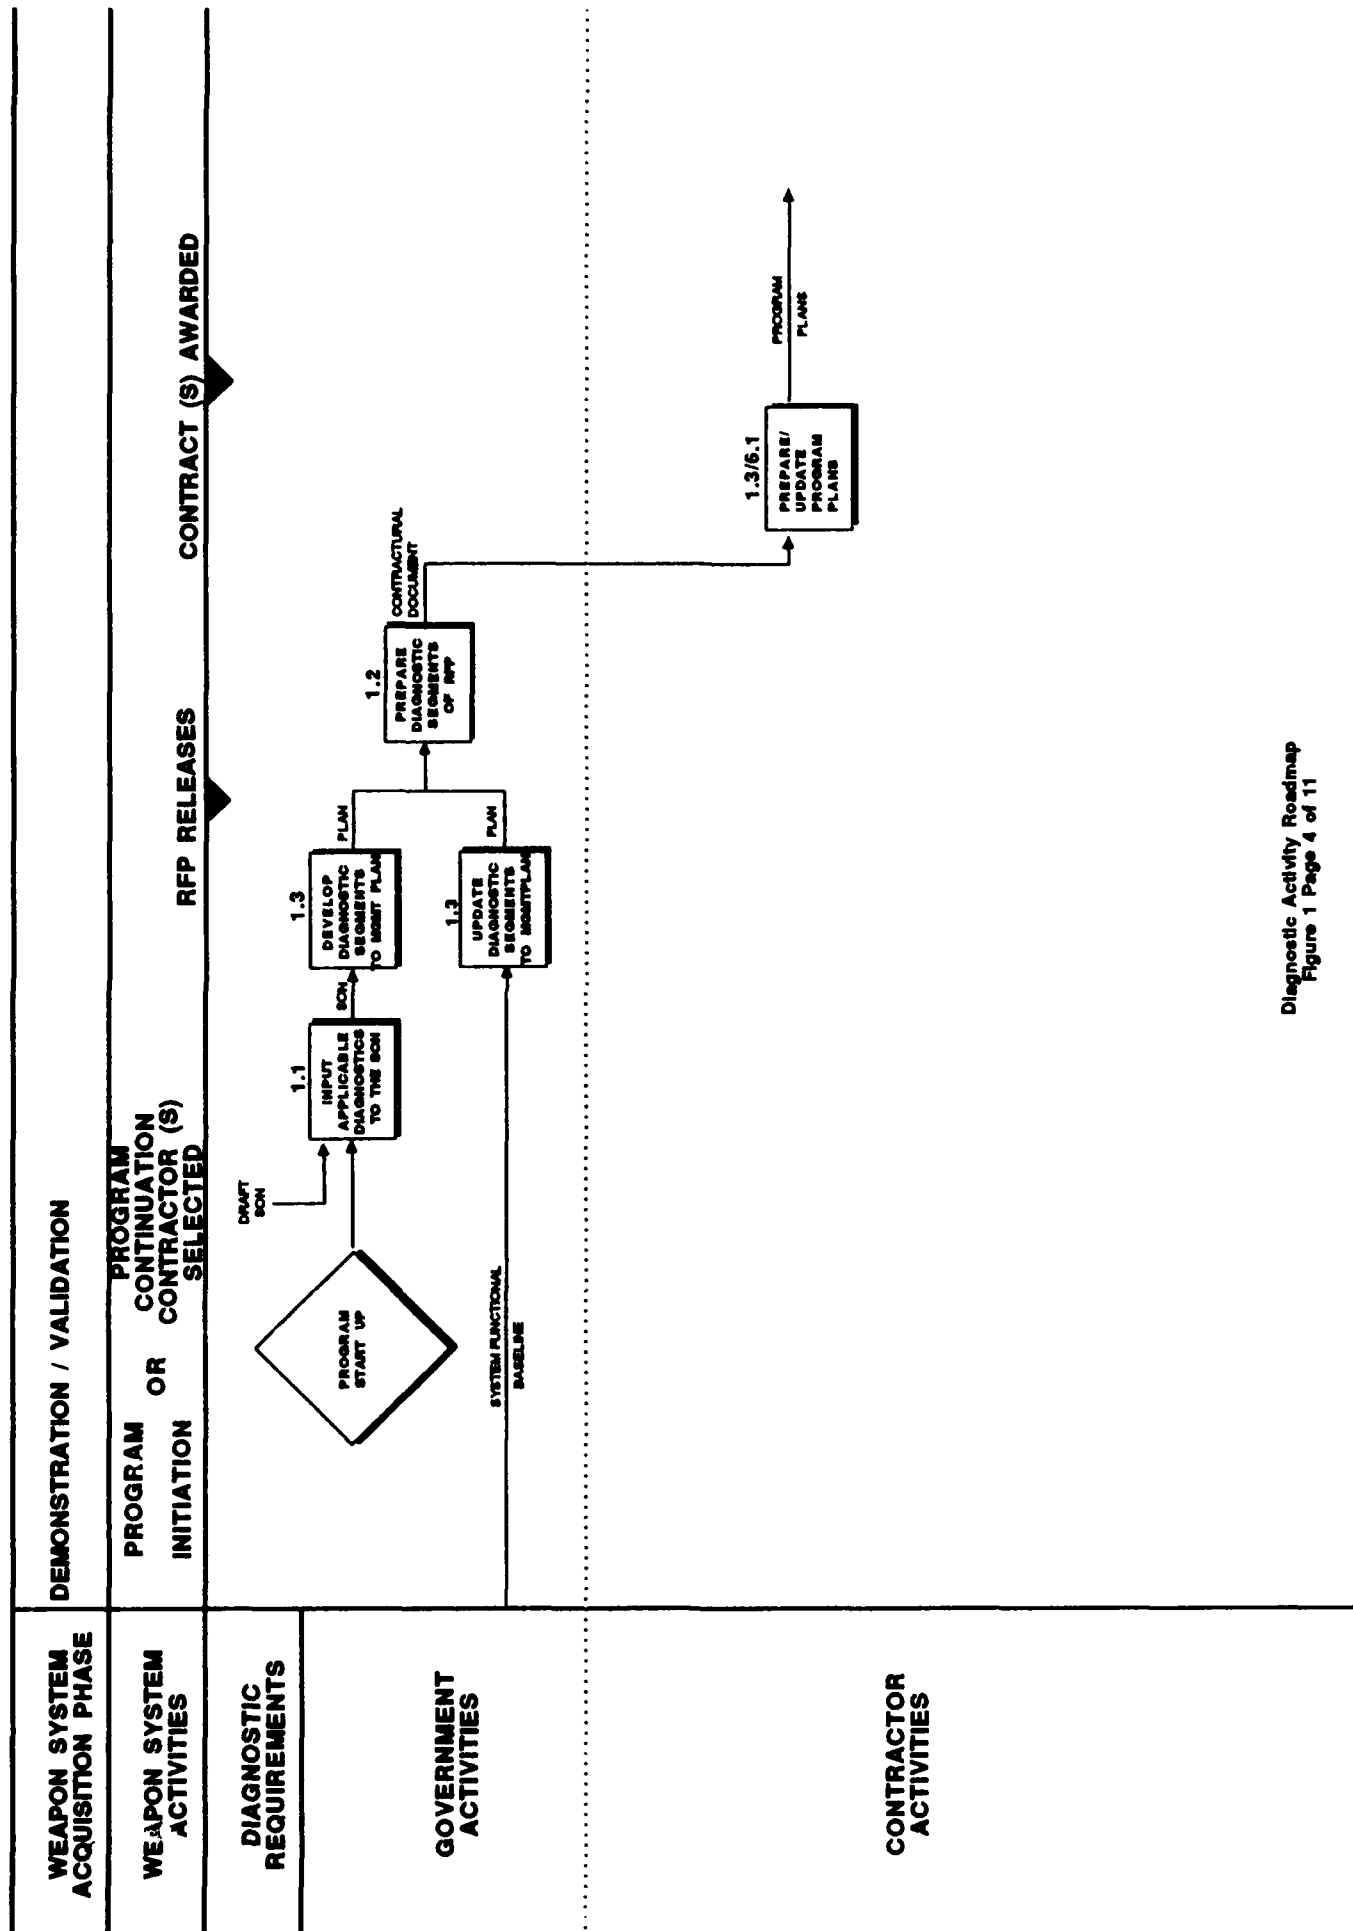 WEAPON SYSTEM
ACQUISITION PHASE
DEMONSTRATION / VALIDATION
WEAPON SYSTEM
ACTIVITIES
PROGRAM
INITIATION
OR
PROGRAM
CONTINUATION
CONTRACTOR (S)
SELECTED
RFP RELEASES
CONTRACT (S) AWARDED
DIAGNOSTIC
REQUIREMENTS
GOVERNMENT
ACTIVITIES
PROGRAM
START UP
DRAFT
SON
1.1
INPUT
APPLICABLE
DIAGNOSTICS
TO THE SON
SON
1.3
DEVELOP
DIAGNOSTIC
SEGMENTS
TO MGMT PLAN
PLAN
SYSTEM FUNCTIONAL
BASELINE
1.3
UPDATE
DIAGNOSTIC
SEGMENTS
TO MGMTPLAN
PLAN
1.2
PREPARE
DIAGNOSTIC
SEGMENTS
OF RFP
CONTRACTURAL
DOCUMENT
CONTRACTOR
ACTIVITIES
1.3/6.1
PREPARE/
UPDATE
PROGRAM
PLANS
PROGRAM
PLANS
Diagnostic Activity Roadmap
Figure 1 Page 4 of 11